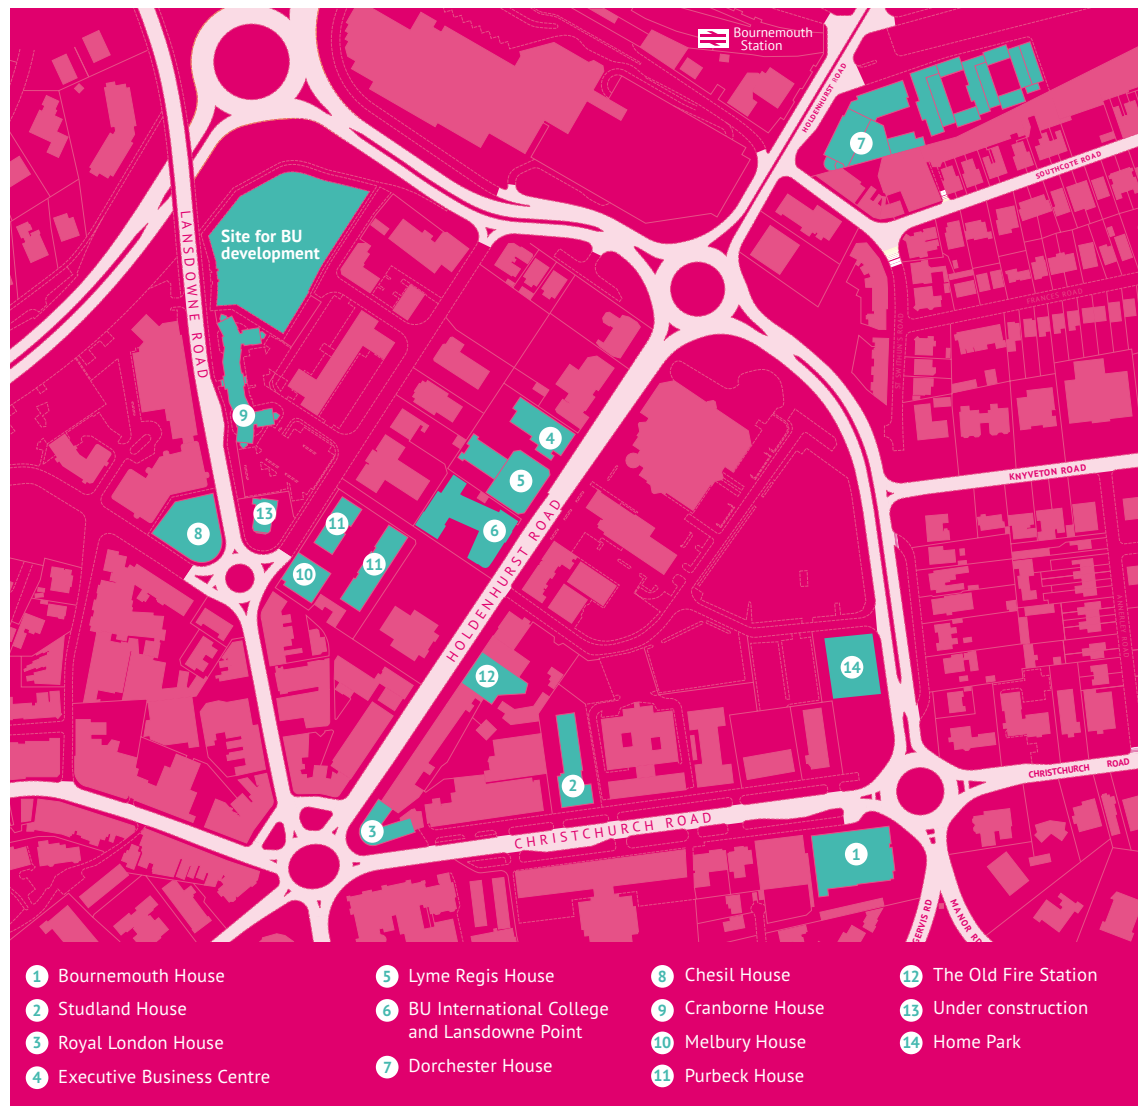 Bournemouth
Station
HOLDENHURST ROAD
7
SOUTHCOTE ROAD
LANSDOWNE ROAD
Site for BU
development
FRANCES ROAD
ST. SWITHUN'S ROAD
9
4
5
KNYVETON ROAD
13
11
6
8
11
10
HOLDENHURST ROAD
12
14
2
CHRISTCHURCH ROAD
3
CHRISTCHURCH ROAD
1
GERVIS RD
MANOR RD
1 Bournemouth House
2 Studland House
3 Royal London House
4 Executive Business Centre
5 Lyme Regis House
6 BU International College
and Lansdowne Point
7 Dorchester House
8 Chesil House
9 Cranborne House
10 Melbury House
11 Purbeck House
12 The Old Fire Station
13 Under construction
14 Home Park